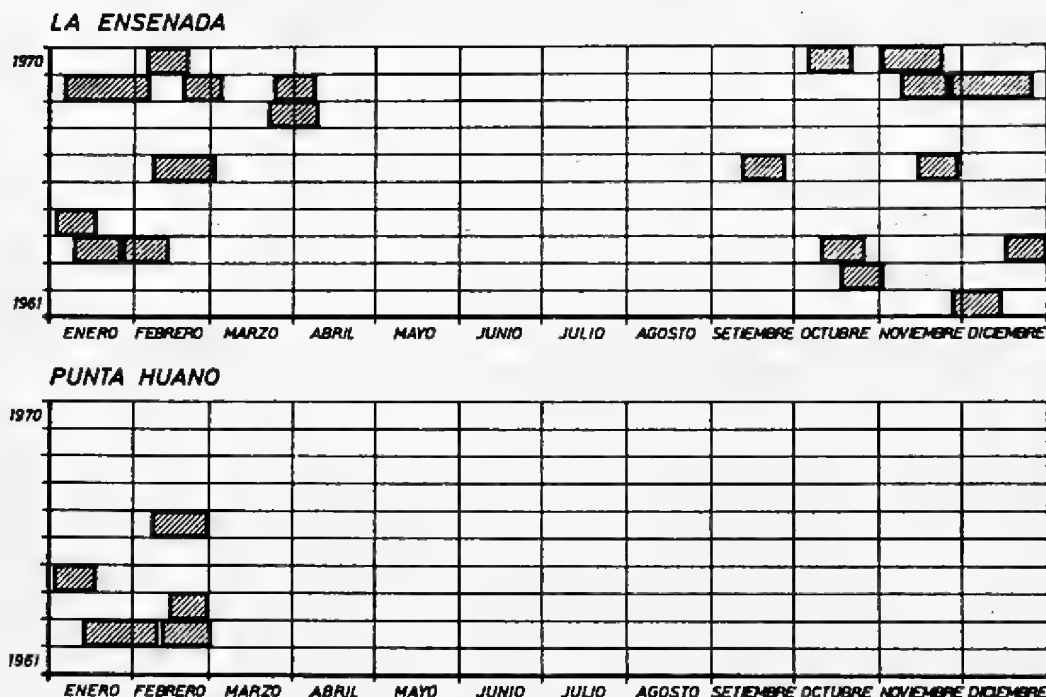 LA ENSENADA
1970
1961
ENERO FEBRERO MARZO ABRIL MAYO JUNIO JULIO AGOSTO SETIEMBRE OCTUBRE NOVIEMBRE DICIEMBRE
PUNTA HUANO
1970
1961
ENERO FEBRERO MARZO ABRIL MAYO JUNIO JULIO AGOSTO SETIEMBRE OCTUBRE NOVIEMBRE DICIEMBRE